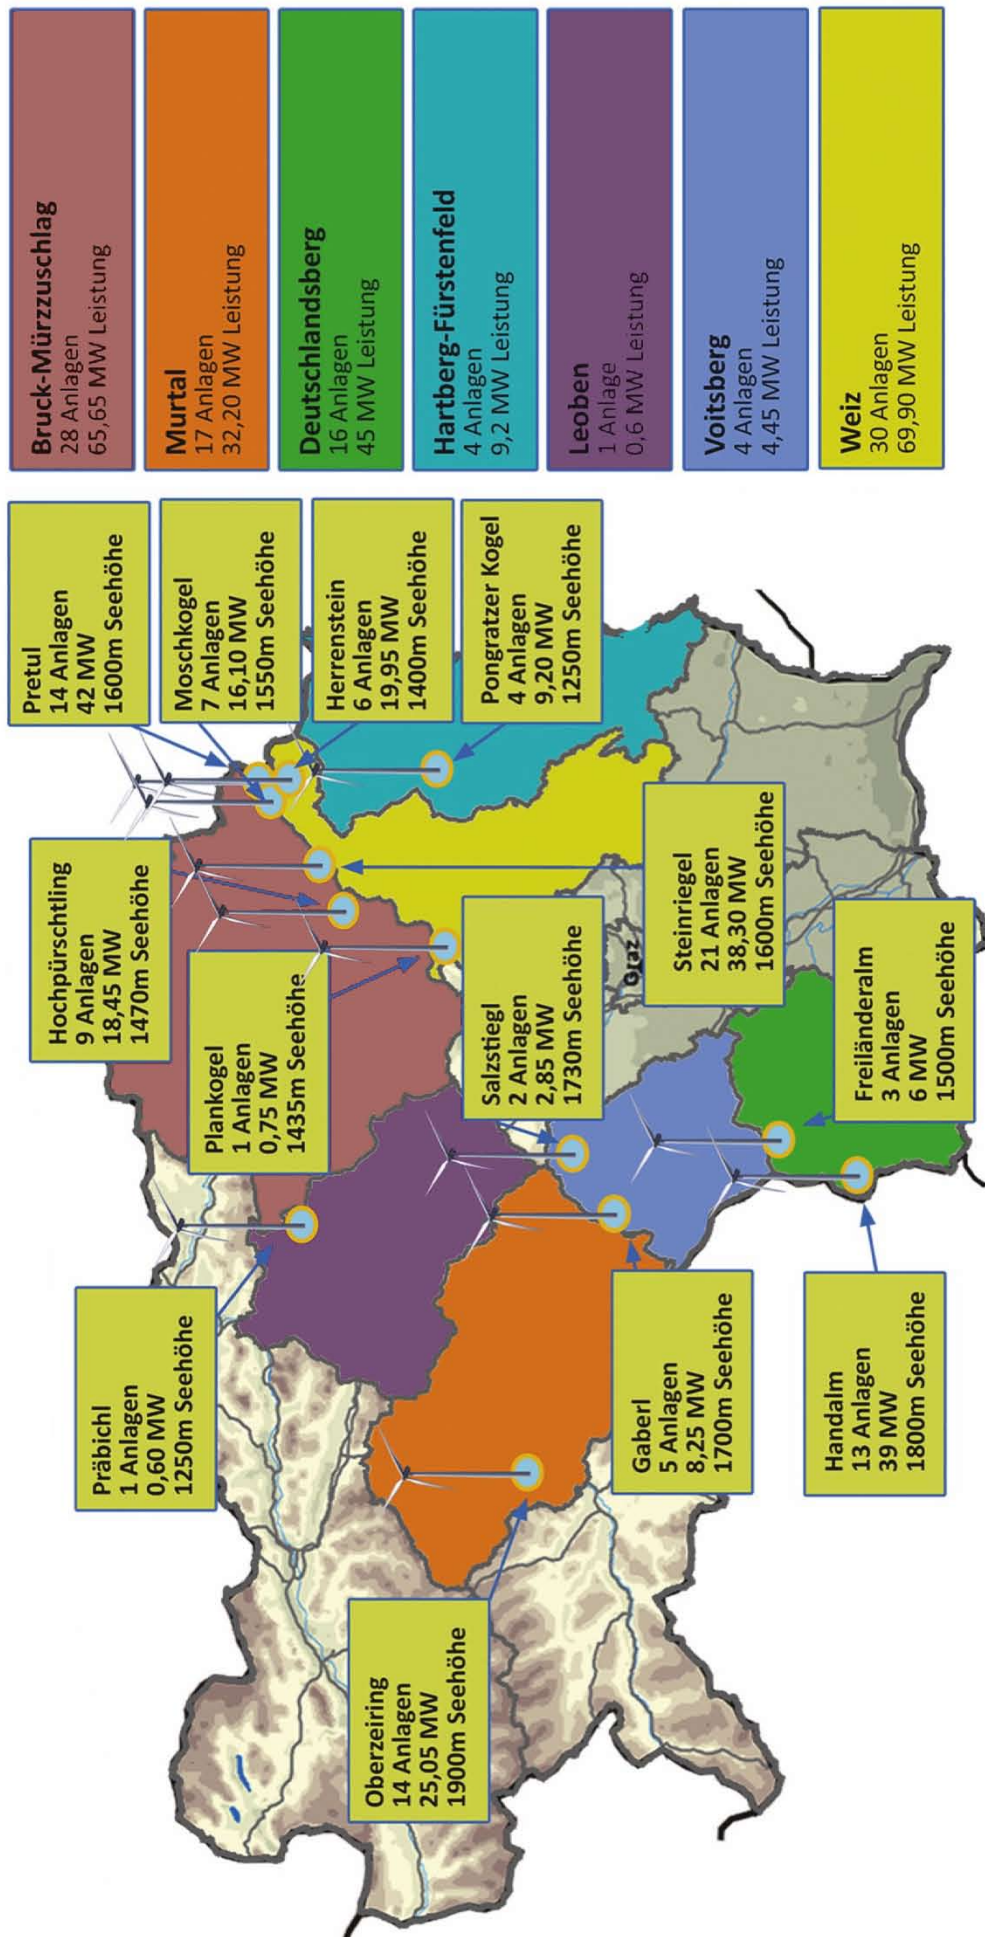 Pretul
14 Anlagen
42 MW
1600m Seehöhe
Moschkogel
7 Anlagen
16,10 MW
1550m Seehöhe
Herrenstein
6 Anlagen
19,95 MW
1400m Seehöhe
Pongratzer Kogel
4 Anlagen
9,20 MW
1250m Seehöhe
Hochpürschtling
9 Anlagen
18,45 MW
1470m Seehöhe
Plankogel
1 Anlagen
0,75 MW
1435m Seehöhe
Salzstiegl
2 Anlagen
2,85 MW
1730m Seehöhe
Steinriegel
21 Anlagen
38,30 MW
1600m Seehöhe
Graz
Freiländeralm
3 Anlagen
6 MW
1500m Seehöhe
Präbichl
1 Anlagen
0,60 MW
1250m Seehöhe
Oberzeiring
14 Anlagen
25,05 MW
1900m Seehöhe
Gaberl
5 Anlagen
8,25 MW
1700m Seehöhe
Handalm
13 Anlagen
39 MW
1800m Seehöhe
Bruck-Mürzzuschlag
28 Anlagen
65,65 MW Leistung
Murtal
17 Anlagen
32,20 MW Leistung
Deutschlandsberg
16 Anlagen
45 MW Leistung
Hartberg-Fürstenfeld
4 Anlagen
9,2 MW Leistung
Leoben
1 Anlage
0,6 MW Leistung
Voitsberg
4 Anlagen
4,45 MW Leistung
Weiz
30 Anlagen
69,90 MW Leistung